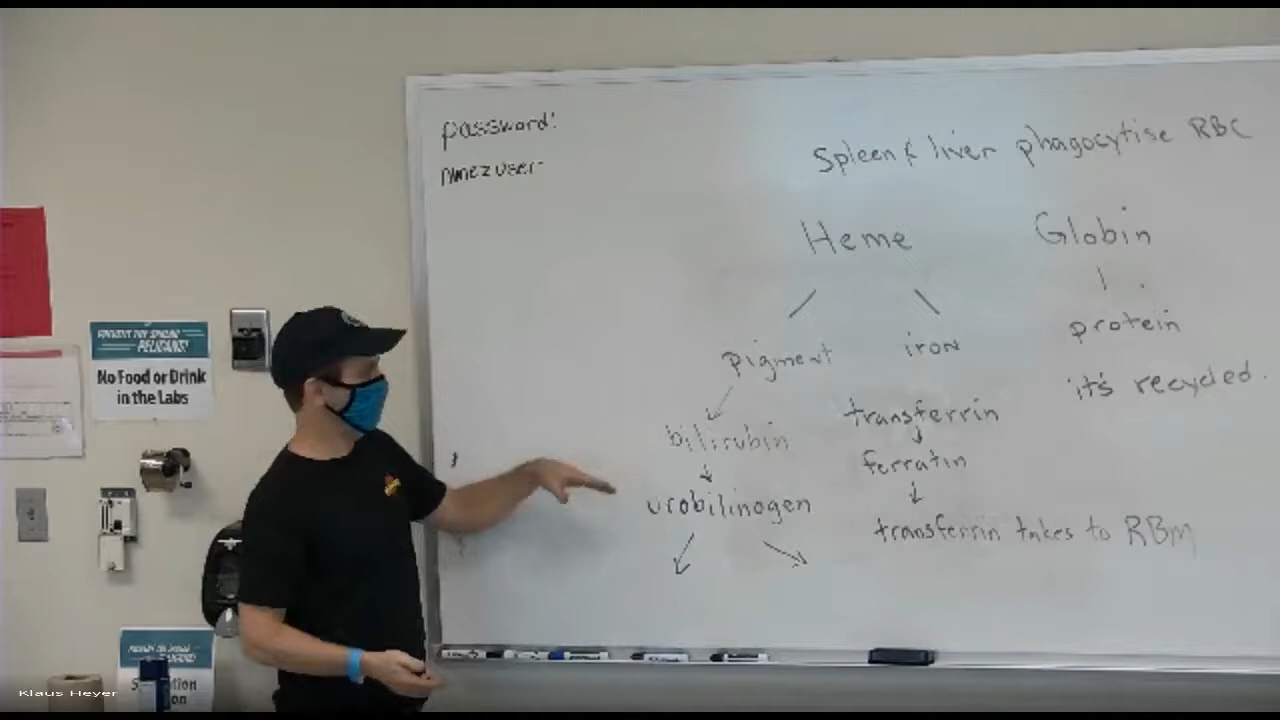 password:
nmezuser
Spleen & liver phagocytise RBC
Heme
Globin
pigment
iron
protein
it's recycled.
bilirubin
transferrin
ferratin
urobilinogen
transferrin takes to RBM
PELICANS!
No Food or Drink
in the Labs
Klaus Heyer